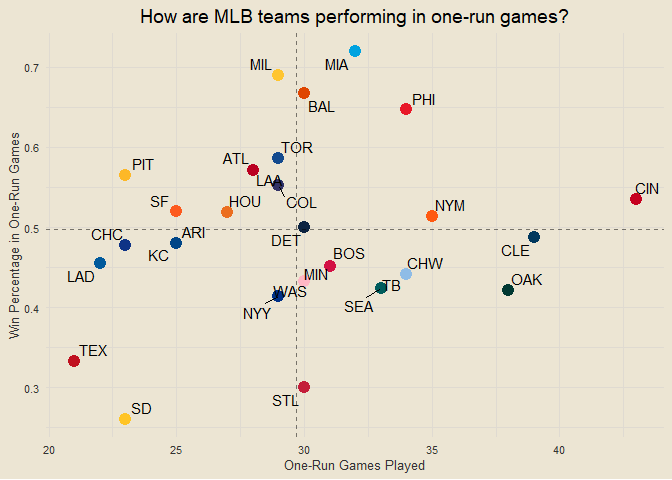 How are MLB teams performing in one-run games?
MIL
MIA
0.7
BAL
PHI
0.6
TOR
ATL
PIT
LAA
COL
SF
HOU
CIN
NYM
0.5
CHC
ARI
KC
DET
CLE
LAD
BOS
CHW
MIN
WAS
TB
OAK
NYY
SEA
0.4
TEX
0.3
SD
STL
20
25
30
35
40
One-Run Games Played
Win Percentage in One-Run Games